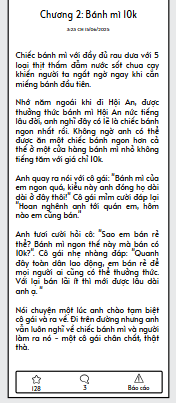 Chương 2: Bánh mì 10k
3:23 CH 15/06/2025
Chiếc bánh mì với đầy đủ rau dưa với 5
loại thịt thấm đẫm nước sốt chua cay
khiến người ta ngất ngờ ngay khi cắn
miếng bánh đầu tiên.
Nhớ năm ngoái khi đi Hội An, được
thưởng thức bánh mì Hội An nức tiếng
lâu đời, anh nghĩ đây có lẽ là chiếc bánh
ngon nhất rồi. Không ngờ anh có thể
được ăn một chiếc bánh ngon hơn cả
thế ở một cửa hàng bánh mì nhỏ không
tiếng tăm với giá chỉ 10k.
Anh quay ra nói với cô gái: "Bánh mì của
em ngon quá, kiểu này anh đóng họ dài
dài ở đây thôi!" Cô gái mỉm cười đáp lại
"Hoan nghênh anh tới quán em, hôm
nào em cũng bán"
Anh tươi cười hỏi cô: "Sao em bán rẻ
thế? Bánh mì ngon thế này mà bán có
10k?". Cô gái nhẹ nhàng đáp: "Quanh
đây toàn dân lao động, em bán rẻ để
mọi người ai cũng có thể thưởng thức.
Với lại bán lãi ít thì mới được lâu dài
anh ạ. "
Nói chuyện một lúc anh chào tạm biệt
cô gái và ra về. Đi trên đường nhưng anh
vẫn luôn nghĩ về chiếc bánh mì và người
làm ra nó - một cô gái chân chất, thật
thà.
128
3
Báo cáo